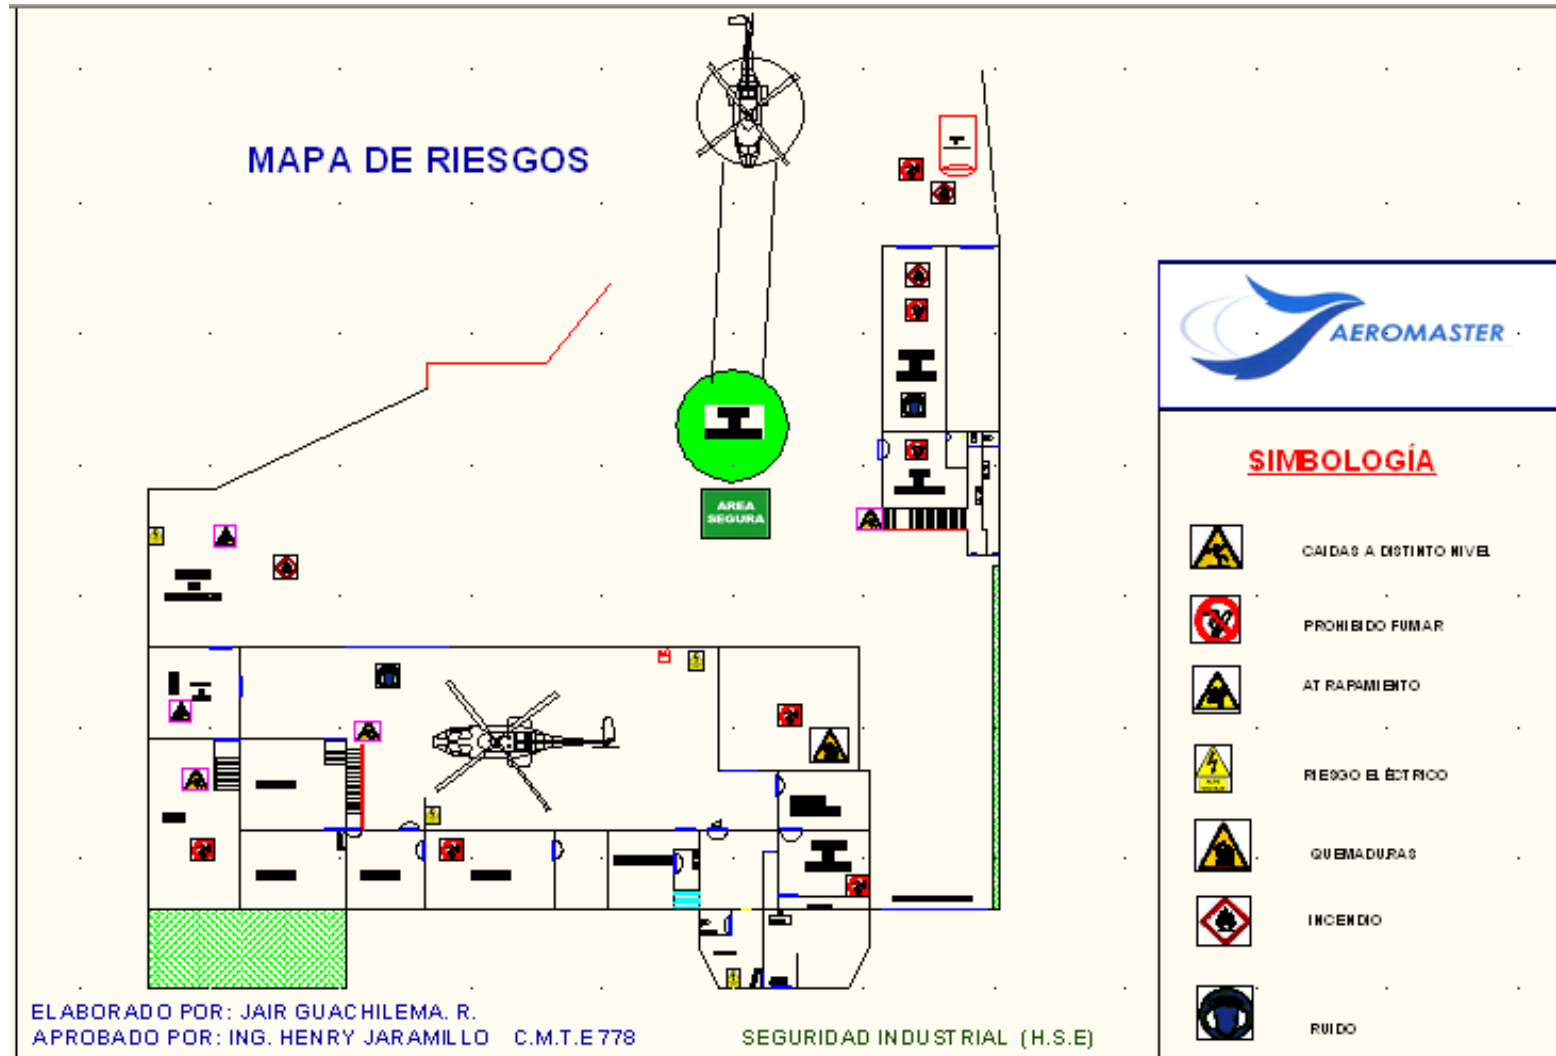 MAPA DE RIESGOS
AREA
SEGURA
AEROMASTER
SIMBOLOGÍA
CAIDAS A DISTINTO NIVEL
PROHIBIDO FUMAR
ATRAPAMIENTO
RIESGO ELÉCTRICO
QUEMADURAS
INCENDIO
RUIDO
ELABORADO POR: JAIR GUACHILEMA. R.
APROBADO POR: ING. HENRY JARAMILLO C.M.T.E 778
SEGURIDAD INDUSTRIAL (H.S.E)